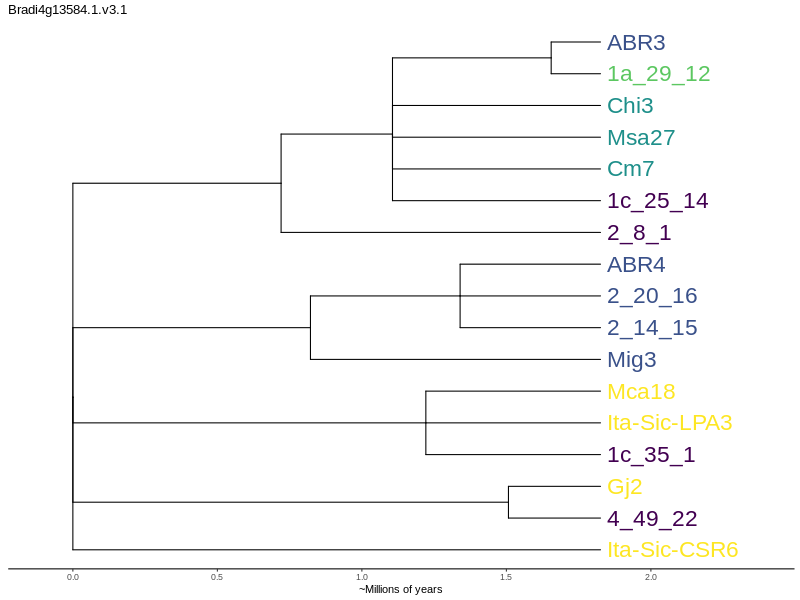 Bradi4g13584.1.v3.1
ABR3
1a_29_12
Chi3
Msa27
Cm7
1c_25_14
2_8_1
ABR4
2_20_16
2_14_15
Mig3
Mca18
Ita-Sic-LPA3
1c_35_1
Gj2
4_49_22
Ita-Sic-CSR6
0.0 0.5 1.0 1.5 2.0
~Millions of years